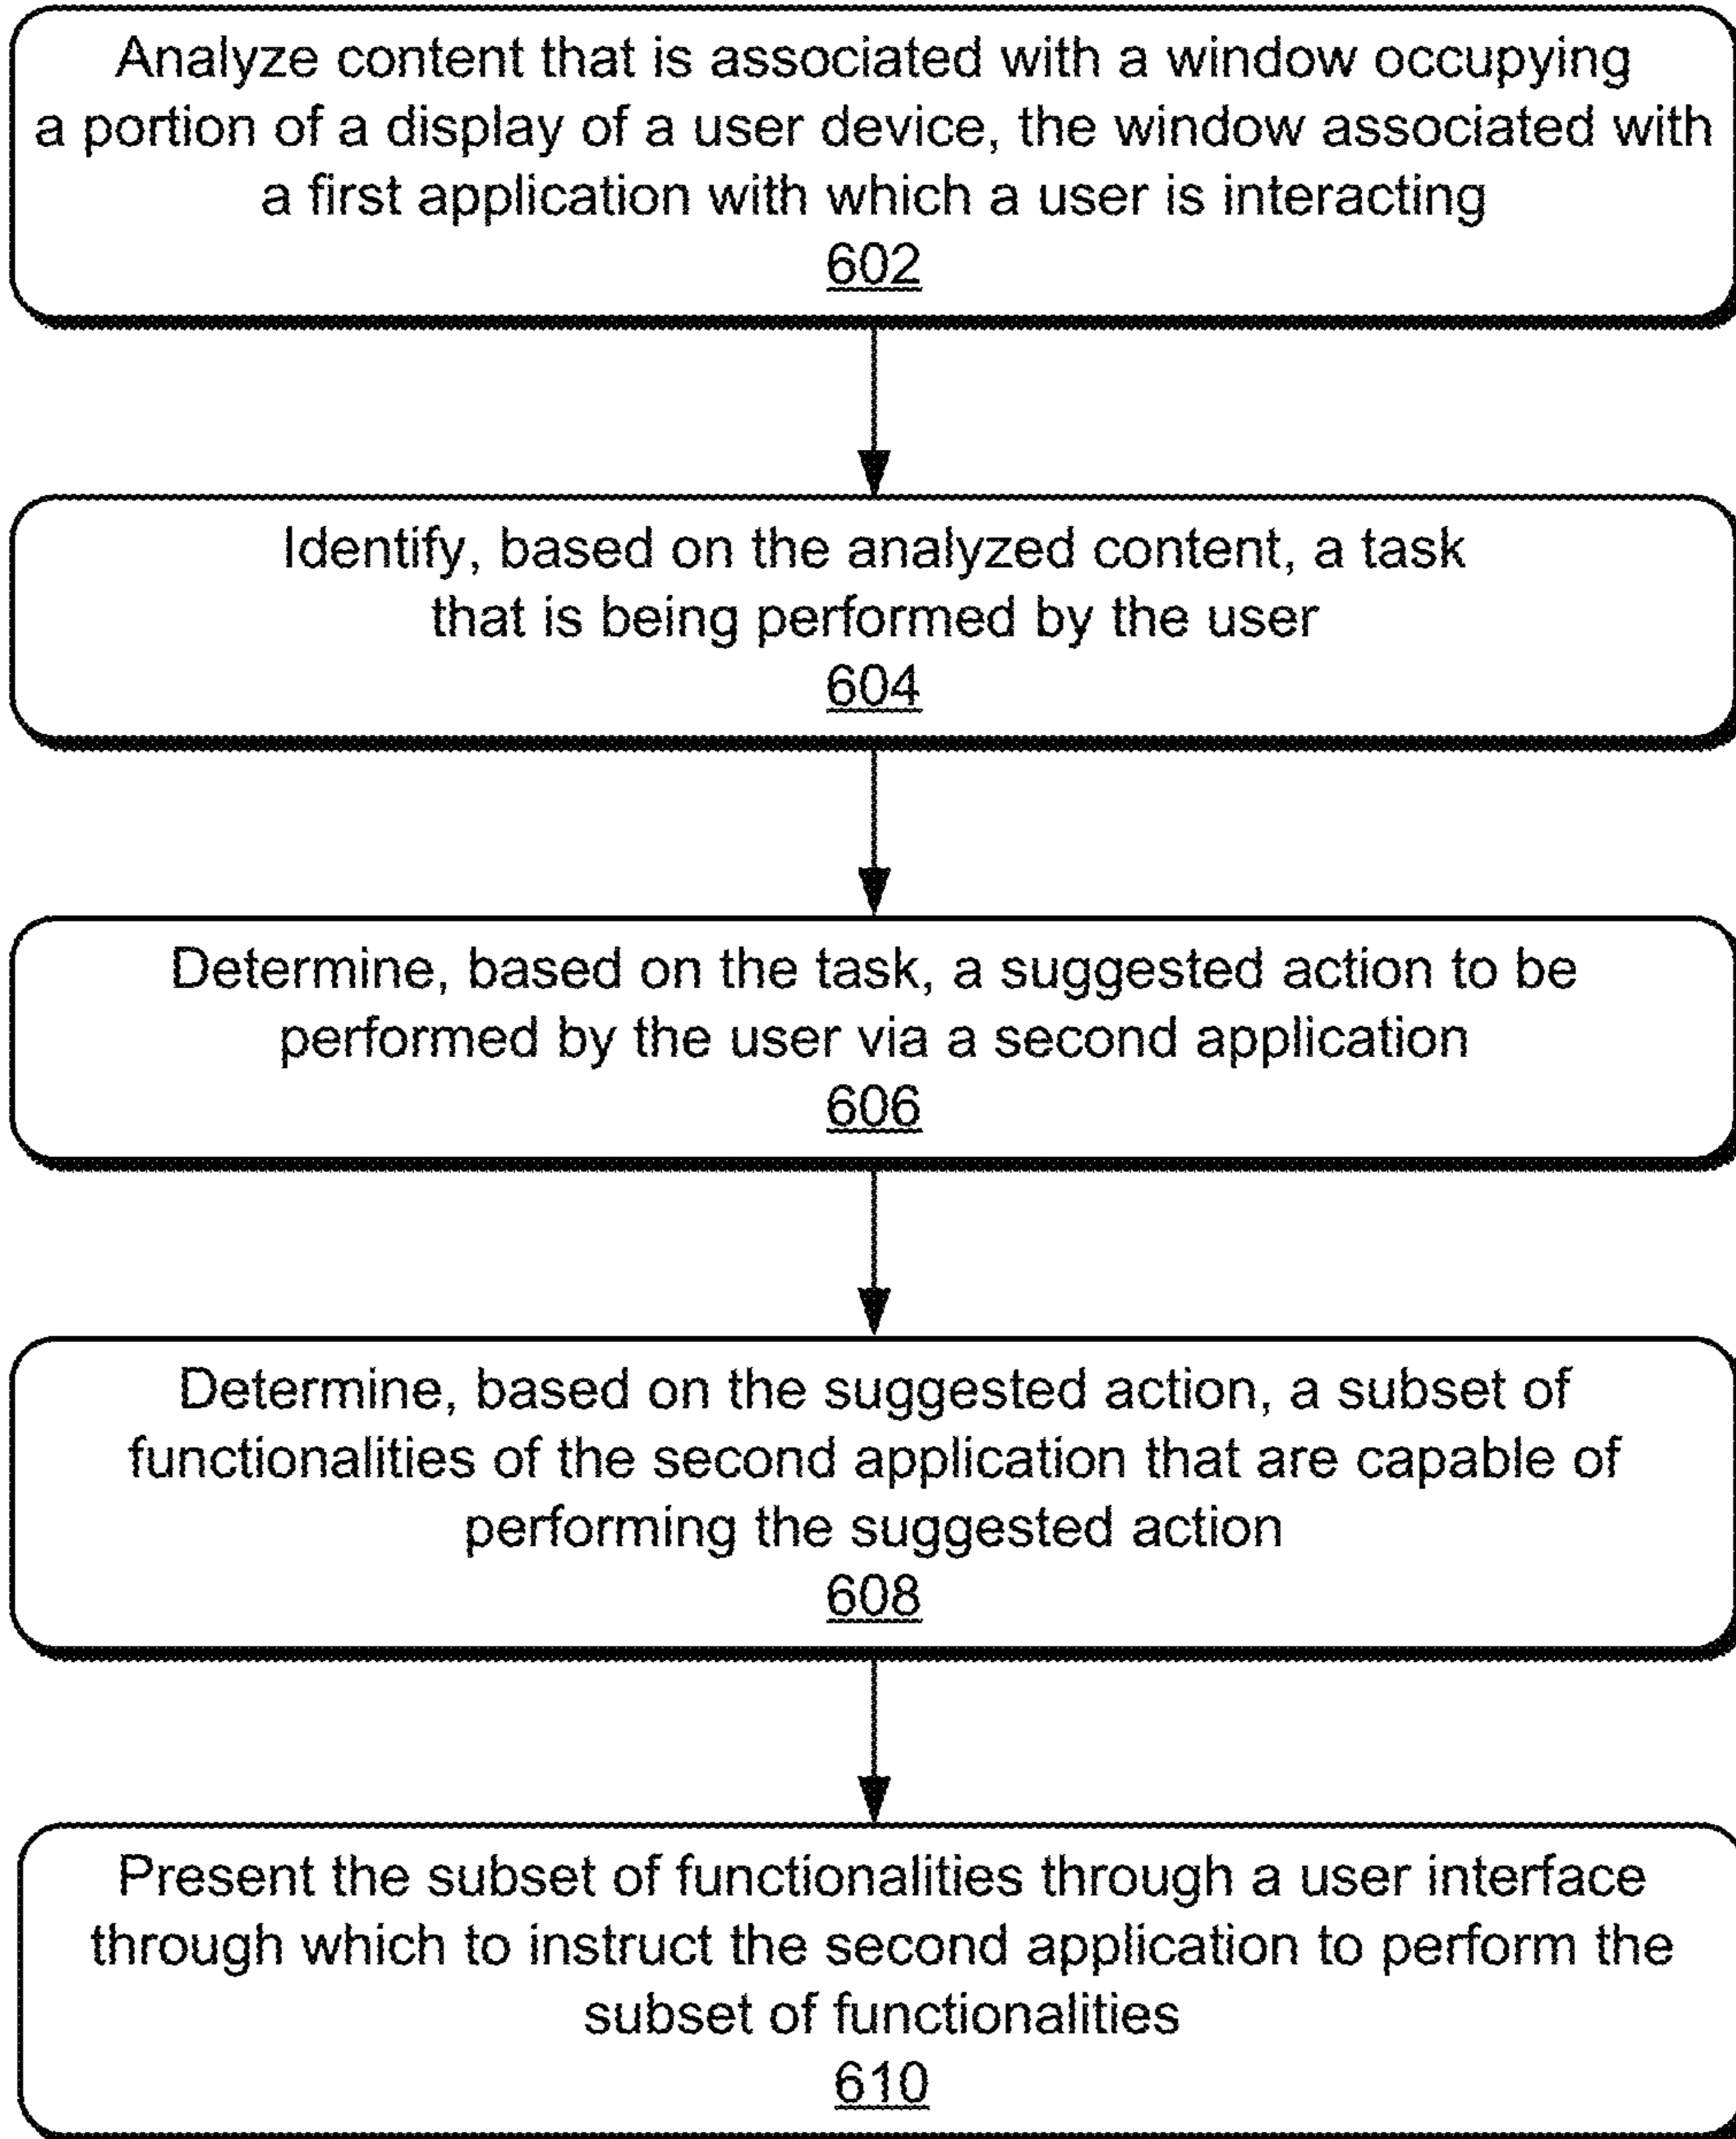 Analyze content that is associated with a window occupying
a portion of a display of a user device, the window associated with
a first application with which a user is interacting
602
Identify, based on the analyzed content, a task
that is being performed by the user
604
Determine, based on the task, a suggested action to be
performed by the user via a second application
606
Determine, based on the suggested action, a subset of
functionalities of the second application that are capable of
performing the suggested action
608
Present the subset of functionalities through a user interface
through which to instruct the second application to perform the
subset of functionalities
610